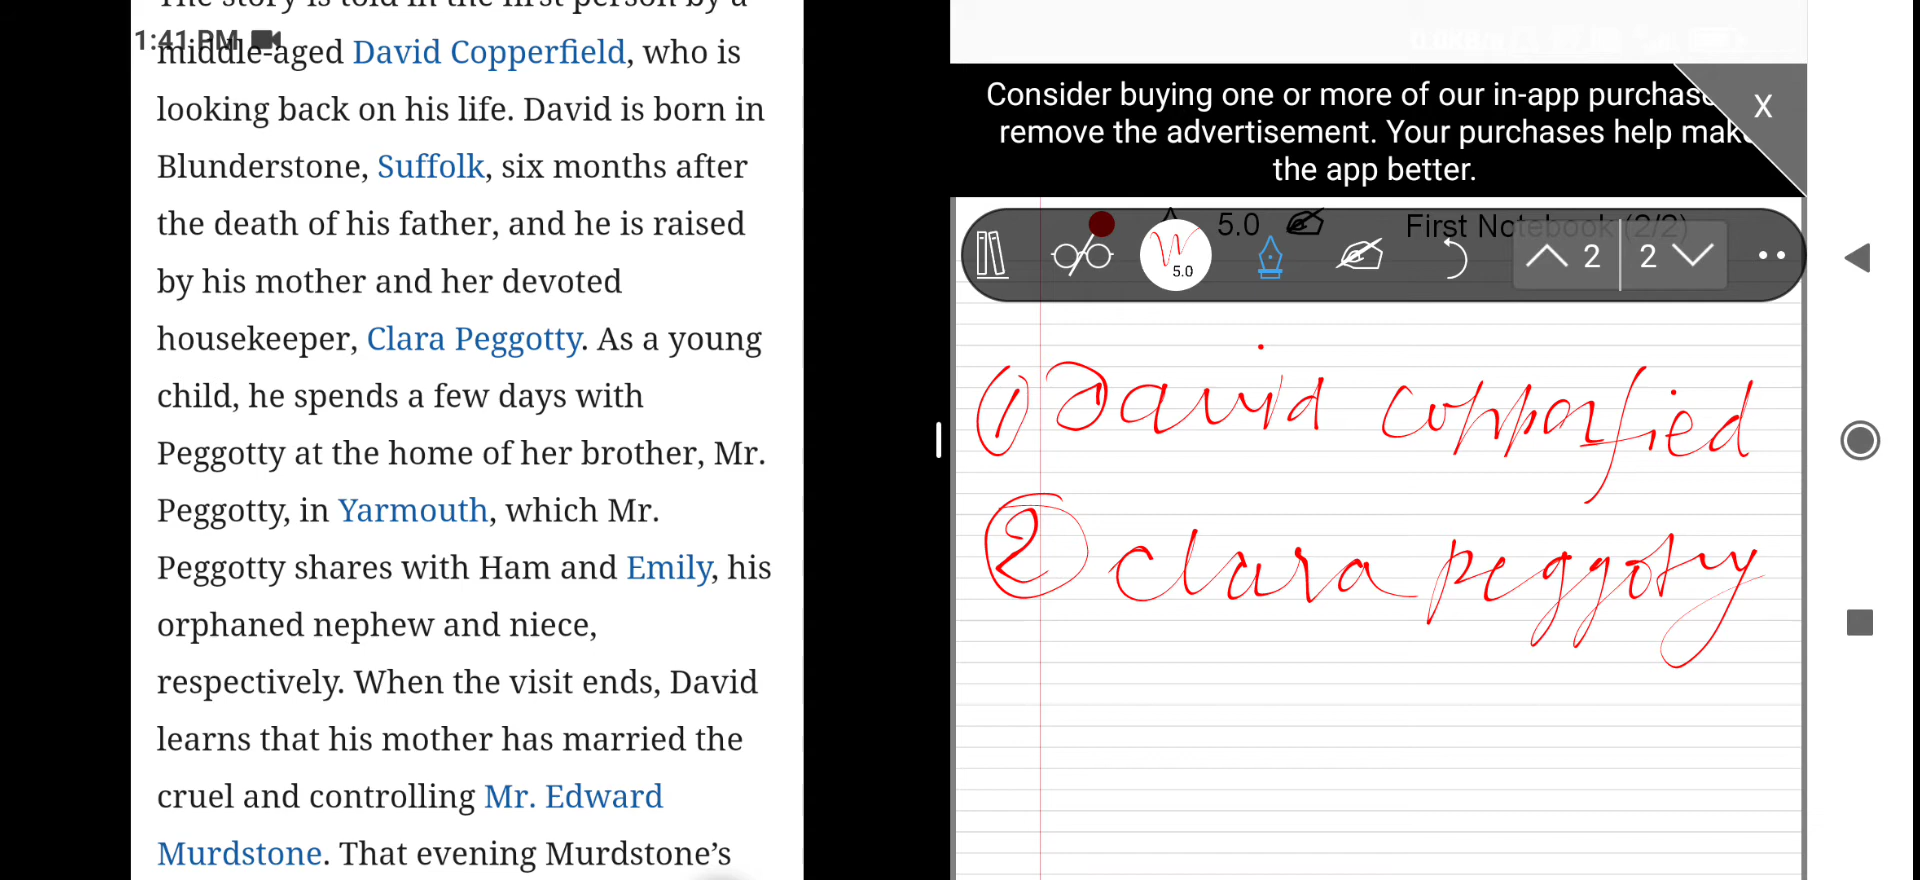 middle-aged David Copperfield, who is
looking back on his life. David is born in
Blunderstone, Suffolk, six months after
the death of his father, and he is raised
by his mother and her devoted
housekeeper, Clara Peggotty. As a young
child, he spends a few days with
Peggotty at the home of her brother, Mr.
Peggotty, in Yarmouth, which Mr.
Peggotty shares with Ham and Emily, his
orphaned nephew and niece,
respectively. When the visit ends, David
learns that his mother has married the
cruel and controlling Mr. Edward
Murdstone. That evening Murdstone's
1:41 PM
Consider buying one or more of our in-app
remove the advertisement. Your purchases help
the app better.
X
5.0 First Notebook (2/2)
5.0 2 2
1 David copperfied
2 clara peggotty